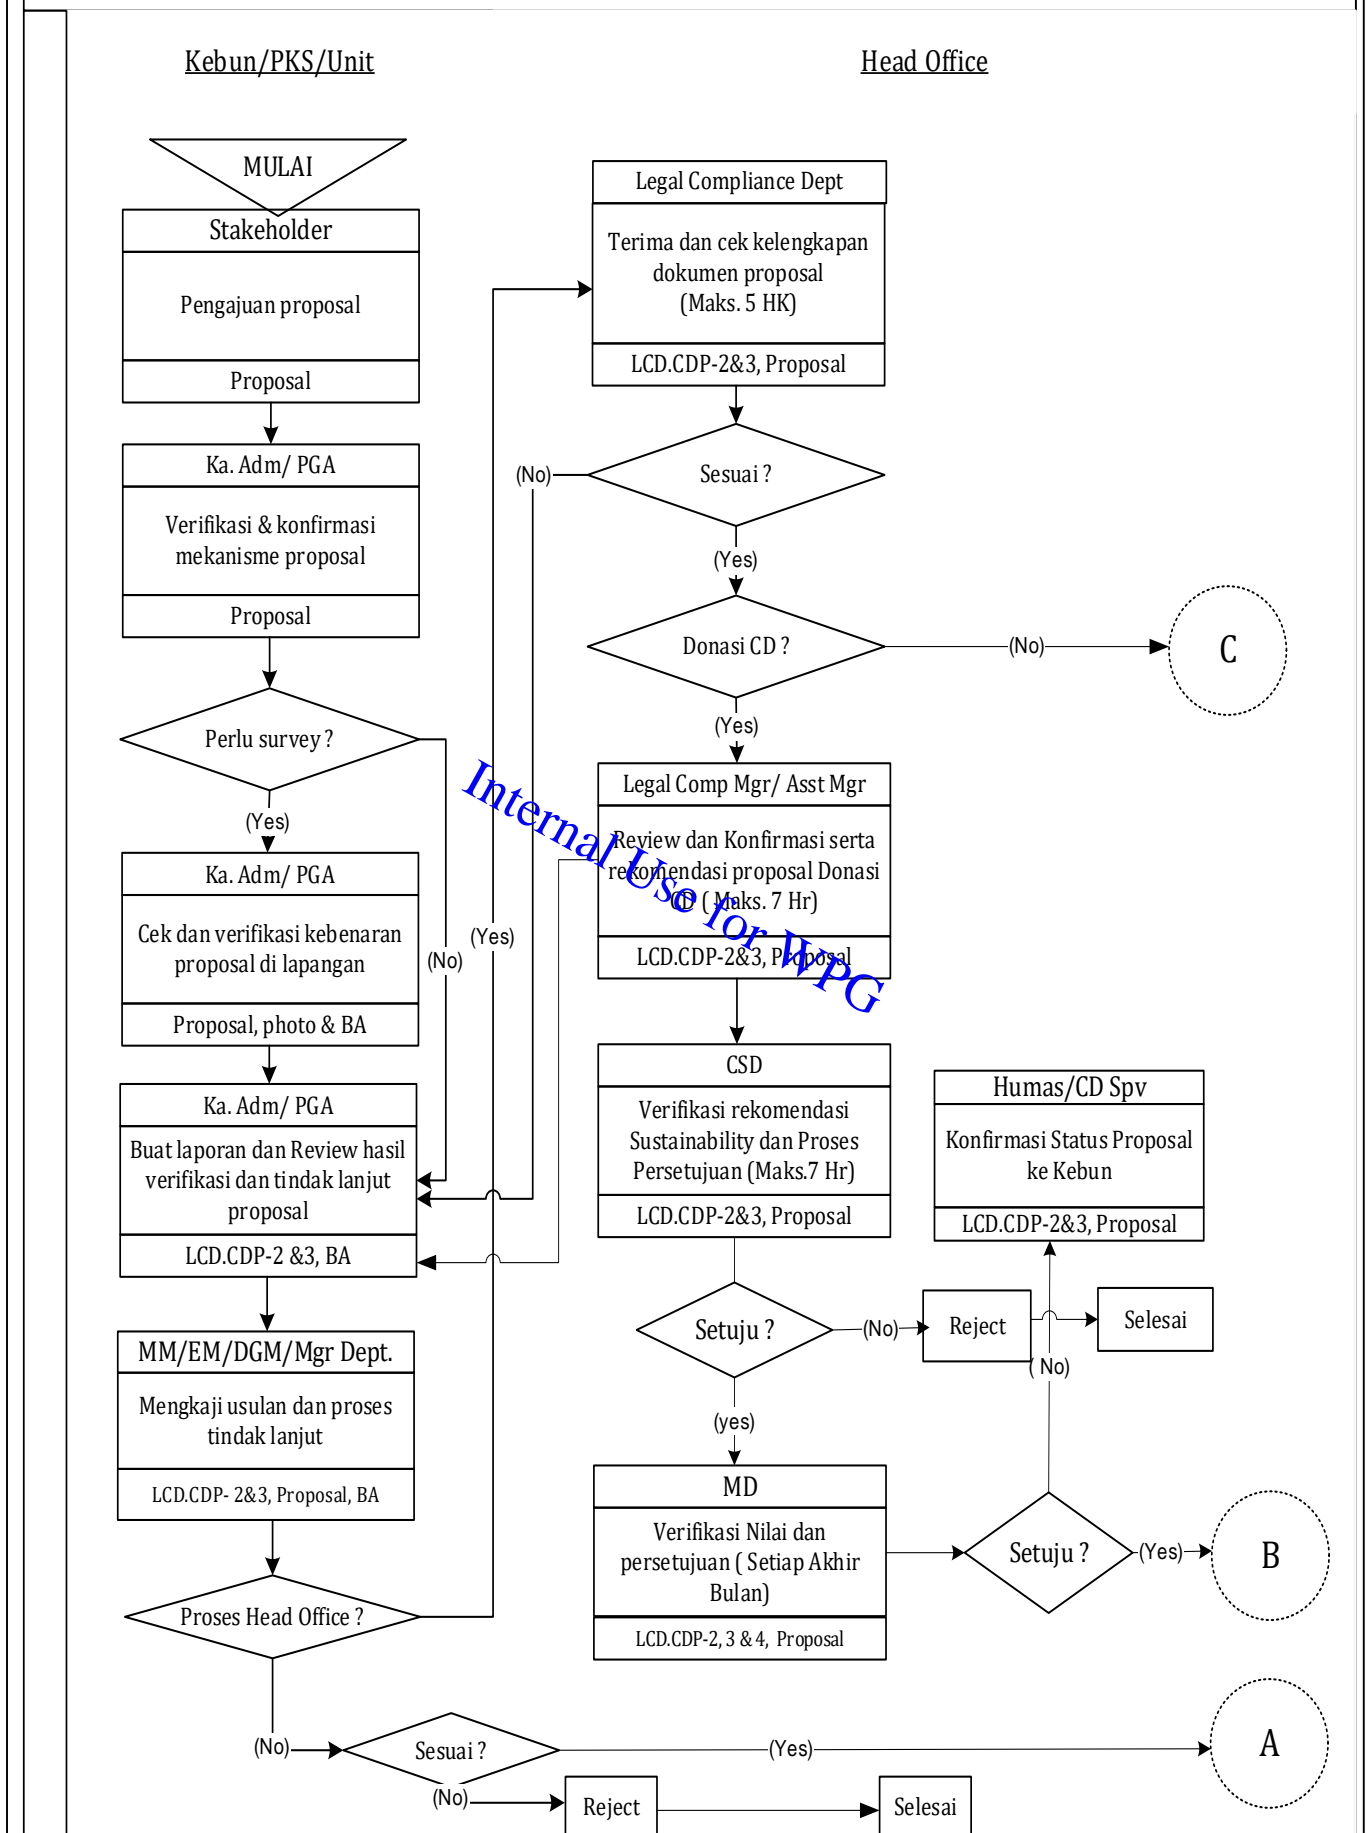 Kebun/PKS/Unit
Head Office
MULAI
Stakeholder
Pengajuan proposal
Proposal
Ka. Adm/ PGA
Verifikasi & konfirmasi
mekanisme proposal
Proposal
Perlu survey ?
(Yes)
(No)
Ka. Adm/ PGA
Cek dan verifikasi kebenaran
proposal di lapangan
Proposal, photo & BA
Ka. Adm/ PGA
Buat laporan dan Review hasil
verifikasi dan tindak lanjut
proposal
LCD.CDP-2 &3, BA
MM/EM/DGM/Mgr Dept.
Mengkaji usulan dan proses
tindak lanjut
LCD.CDP- 2&3, Proposal, BA
Proses Head Office ?
(Yes)
(No)
Sesuai ?
(Yes)
A
(No)
Reject
Selesai
Legal Compliance Dept
Terima dan cek kelengkapan
dokumen proposal
(Maks. 5 HK)
LCD.CDP-2&3, Proposal
Sesuai ?
(No)
(Yes)
Donasi CD ?
(No)
C
(Yes)
Legal Comp Mgr/ Asst Mgr
Review dan Konfirmasi serta
rekomendasi proposal Donasi
CD ( Maks. 7 Hr)
LCD.CDP-2&3, Proposal
CSD
Verifikasi rekomendasi
Sustainability dan Proses
Persetujuan (Maks.7 Hr)
LCD.CDP-2&3, Proposal
Setuju ?
(No)
Reject
Selesai
(yes)
MD
Verifikasi Nilai dan
persetujuan ( Setiap Akhir
Bulan)
LCD.CDP-2, 3 & 4, Proposal
Setuju ?
(Yes)
B
( No)
Humas/CD Spv
Konfirmasi Status Proposal
ke Kebun
LCD.CDP-2&3, Proposal
Internal Use for WPG